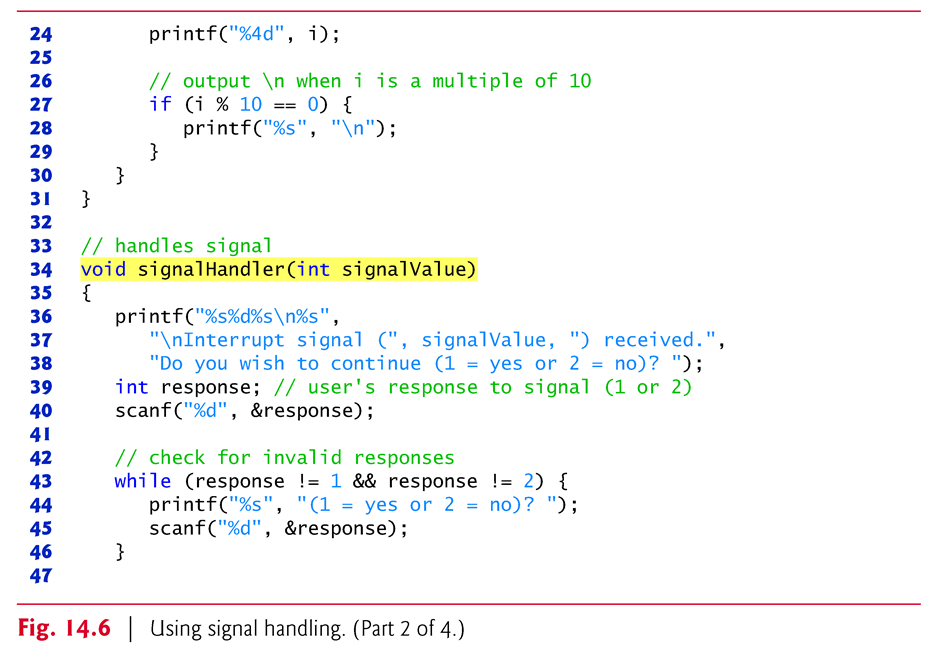 24 printf("%4d", i);
25
26 // output \n when i is a multiple of 10
27 if (i % 10 == 0) {
28 printf("%s", "\n");
29 }
30 }
31 }
32
33 // handles signal
34 void signalHandler(int signalValue)
35 {
36 printf("%s%d%s\n%s",
37 "\nInterrupt signal (", signalValue, ") received.",
38 "Do you wish to continue (1 = yes or 2 = no)? ");
39 int response; // user's response to signal (1 or 2)
40 scanf("%d", &response);
41
42 // check for invalid responses
43 while (response != 1 && response != 2) {
44 printf("%s", "(1 = yes or 2 = no)? ");
45 scanf("%d", &response);
46 }
47
Fig. 14.6 | Using signal handling. (Part 2 of 4.)